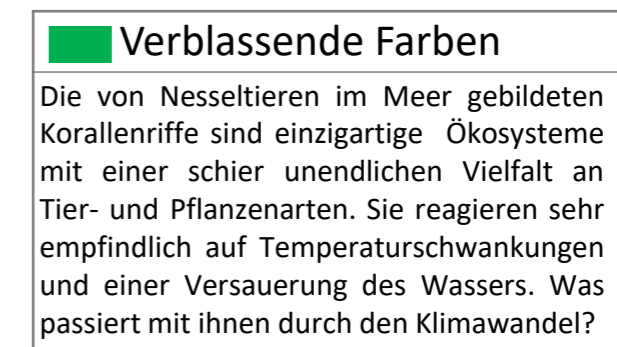 Verblassende Farben
Die von Nesseltieren im Meer gebildeten
Korallenriffe sind einzigartige Ökosysteme
mit einer schier unendlichen Vielfalt an
Tier- und Pflanzenarten. Sie reagieren sehr
empfindlich auf Temperaturschwankungen
und einer Versauerung des Wassers. Was
passiert mit ihnen durch den Klimawandel?